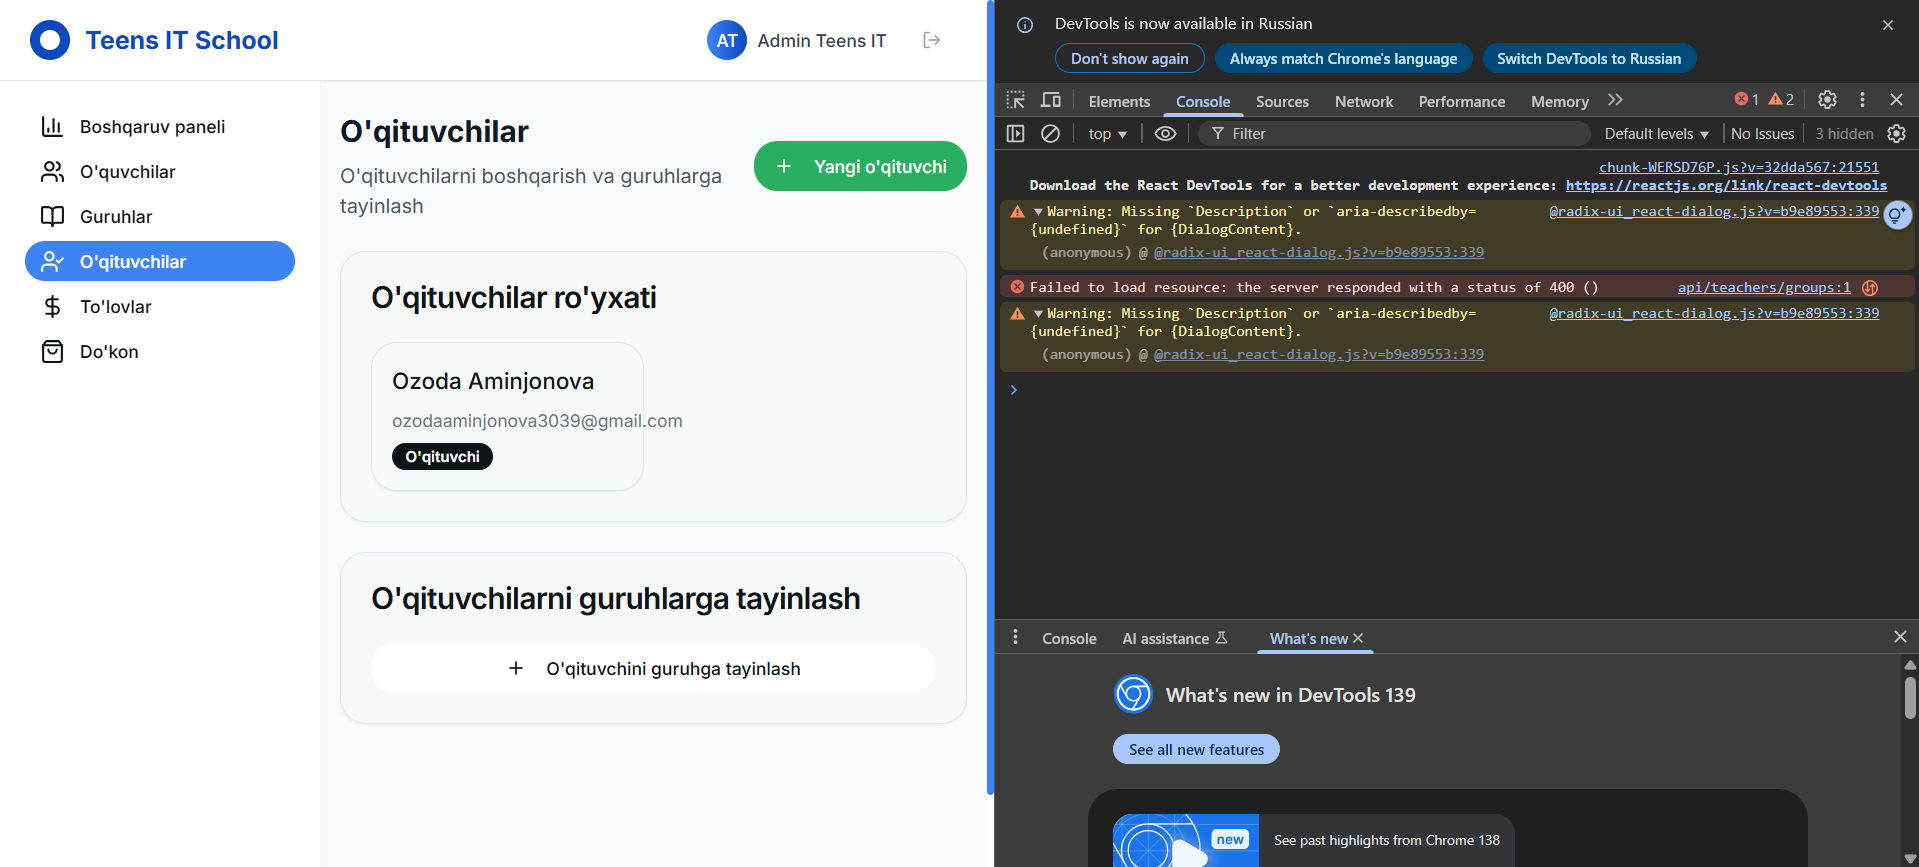 Teens IT School
AT Admin Teens IT
Boshqaruv paneli
O'quvchilar
Guruhlar
O'qituvchilar
To'lovlar
Do'kon
O'qituvchilar
O'qituvchilarni boshqarish va guruhlarga
tayinlash
+ Yangi o'qituvchi
O'qituvchilar ro'yxati
Ozoda Aminjonova
ozodaaminjonova3039@gmail.com
O'qituvchi
O'qituvchilarni guruhlarga tayinlash
+ O'qituvchini guruhga tayinlash
DevTools is now available in Russian
Don't show again Always match Chrome's language Switch DevTools to Russian
Elements Console Sources Network Performance Memory 1 2
top Filter Default levels No Issues 3 hidden
chunk-WERSD76P.js?v=32dda567:21551
Download the React DevTools for a better development experience: https://reactjs.org/link/react-devtools
Warning: Missing `Description` or `aria-describedby= @radix-ui_react-dialog.js?v=b9e89553:339
{undefined}` for {DialogContent}.
(anonymous) @ @radix-ui_react-dialog.js?v=b9e89553:339
Failed to load resource: the server responded with a status of 400 () api/teachers/groups:1
Warning: Missing `Description` or `aria-describedby= @radix-ui_react-dialog.js?v=b9e89553:339
{undefined}` for {DialogContent}.
(anonymous) @ @radix-ui_react-dialog.js?v=b9e89553:339
Console AI assistance What's new
What's new in DevTools 139
See all new features
new See past highlights from Chrome 138